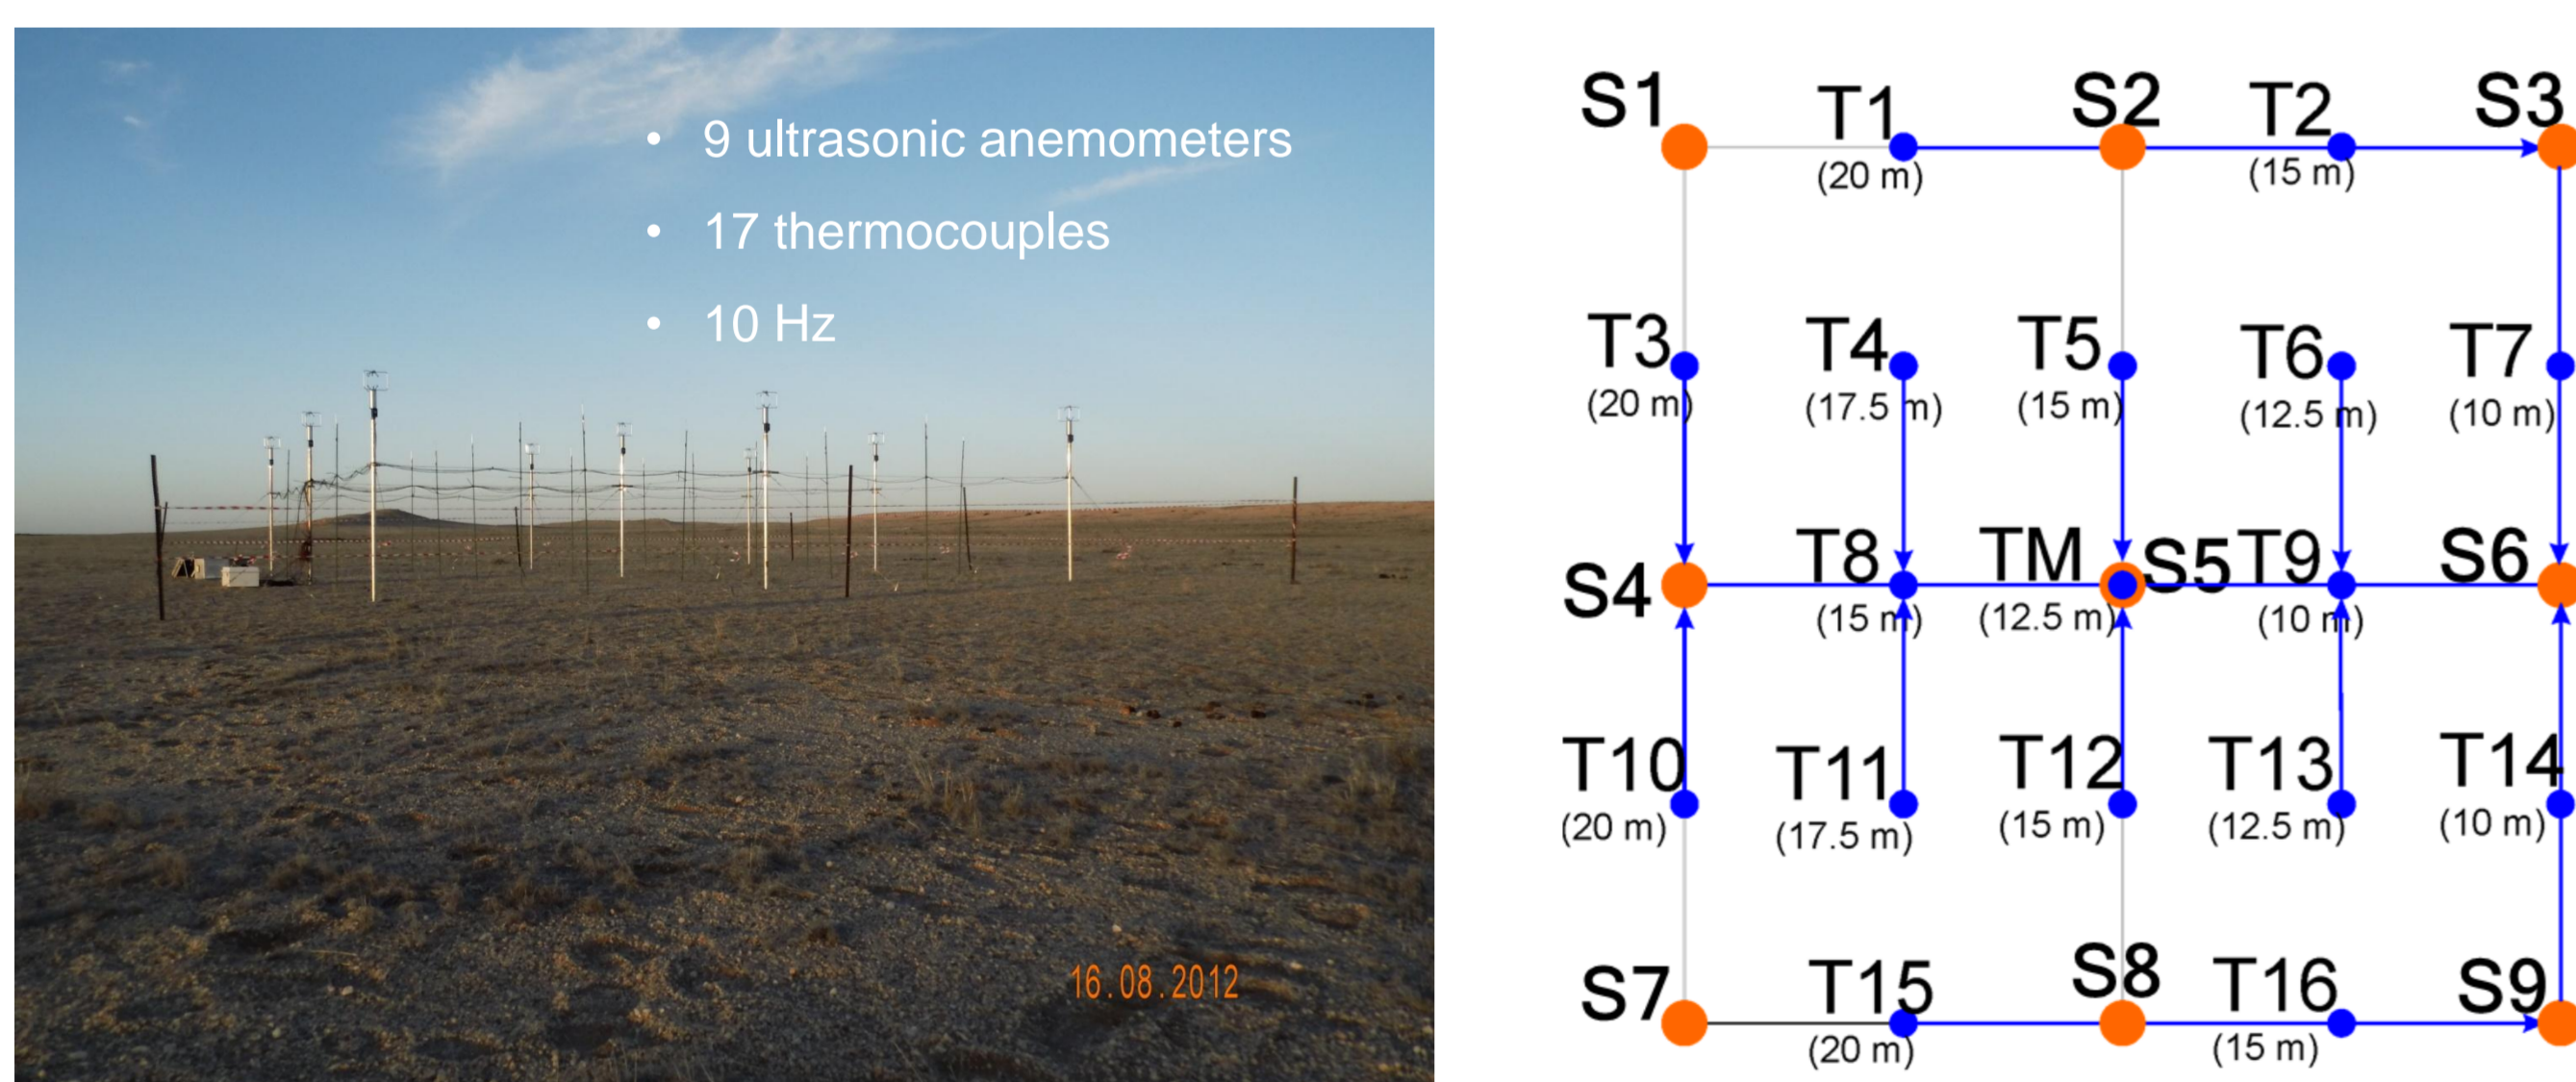 • 9 ultrasonic anemometers
• 17 thermocouples
• 10 Hz
16.08.2012
S1 T1 S2 T2 S3
(20 m) (15 m)
T3 T4 T5 T6 T7
(20 m) (17.5 m) (15 m) (12.5 m) (10 m)
S4 T8 TM S5 T9 S6
(15 m) (12.5 m) (10 m)
T10 T11 T12 T13 T14
(20 m) (17.5 m) (15 m) (12.5 m) (10 m)
S7 T15 S8 T16 S9
(20 m) (15 m)